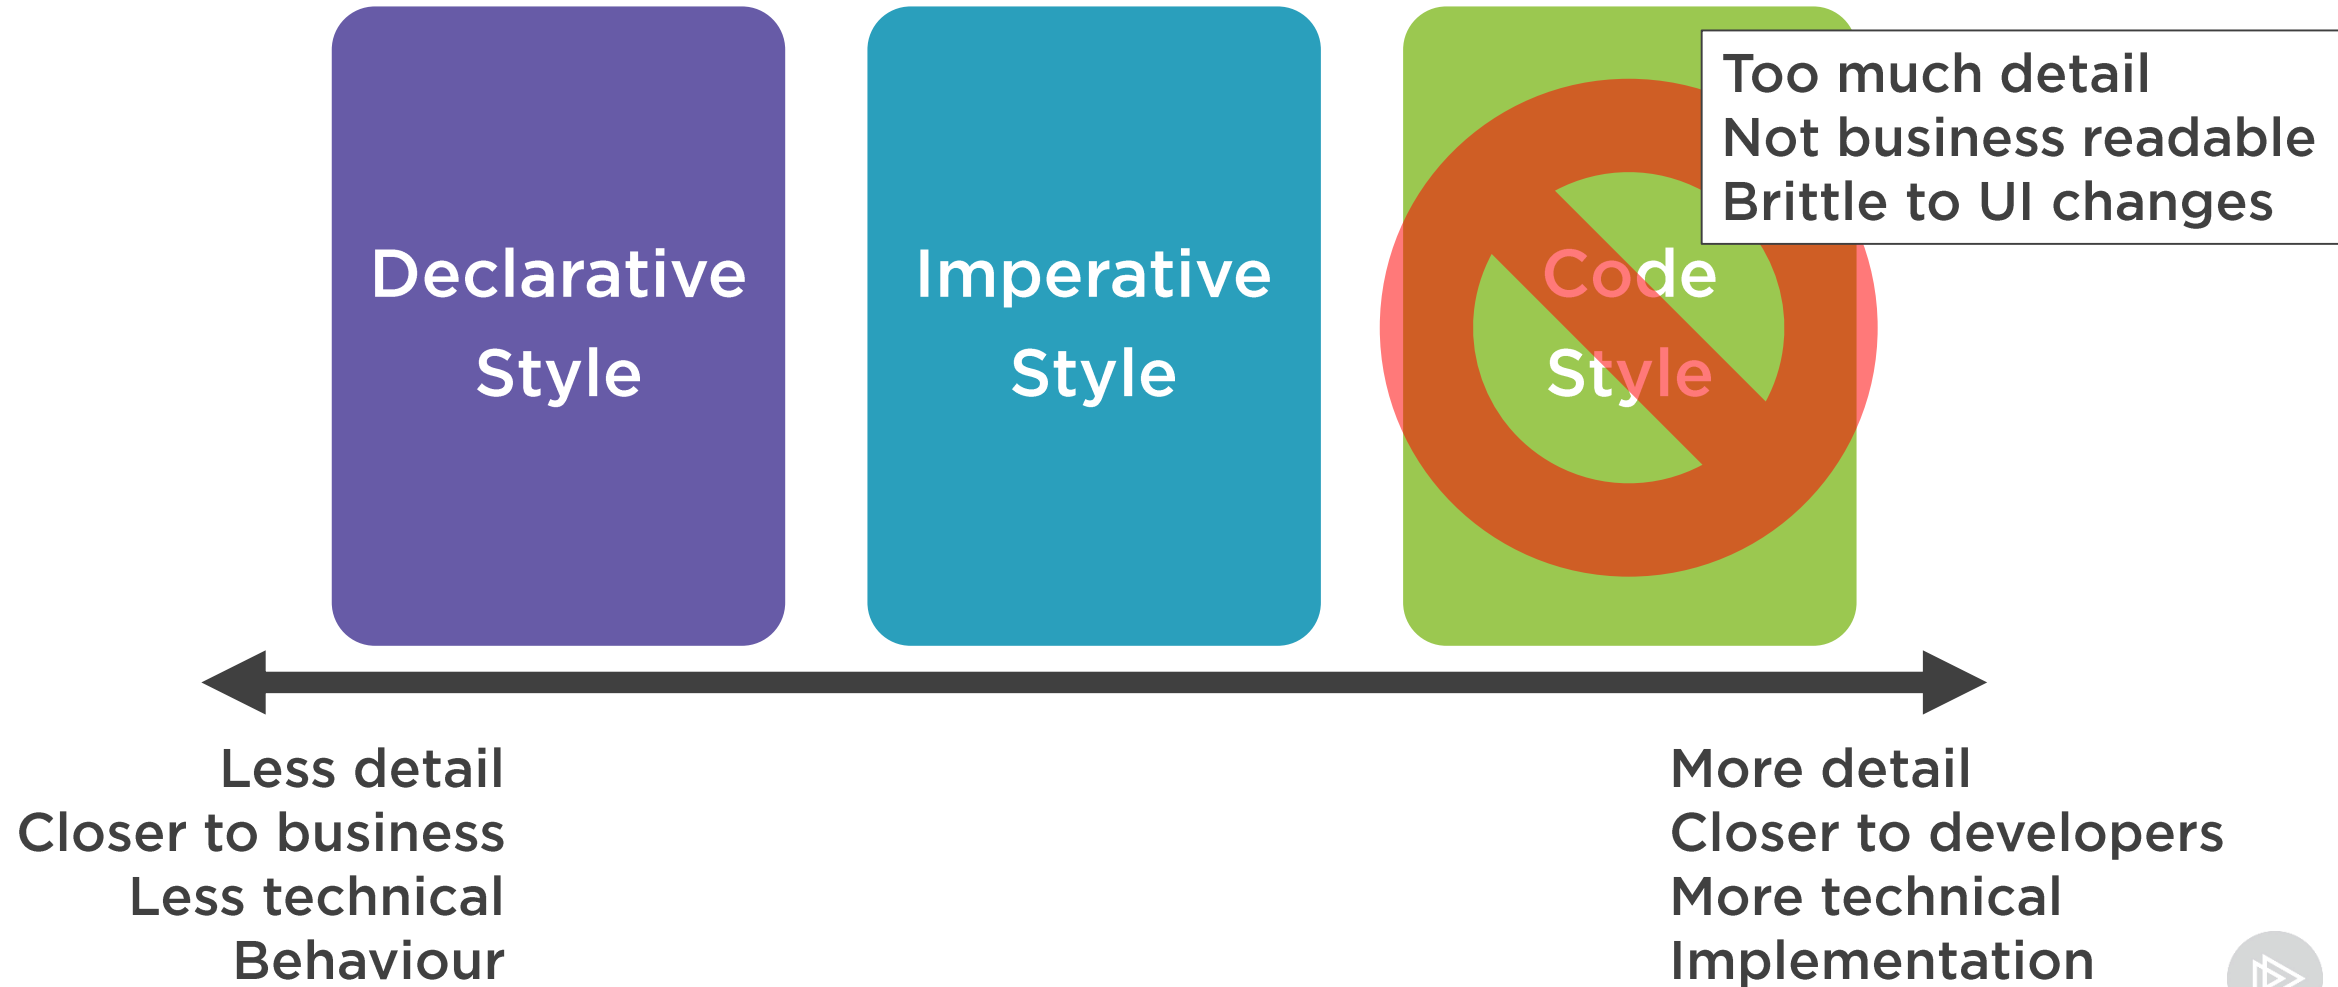 Declarative
Style
Imperative
Style
Code
Style
Too much detail
Not business readable
Brittle to UI changes
Less detail
Closer to business
Less technical
Behaviour
More detail
Closer to developers
More technical
Implementation